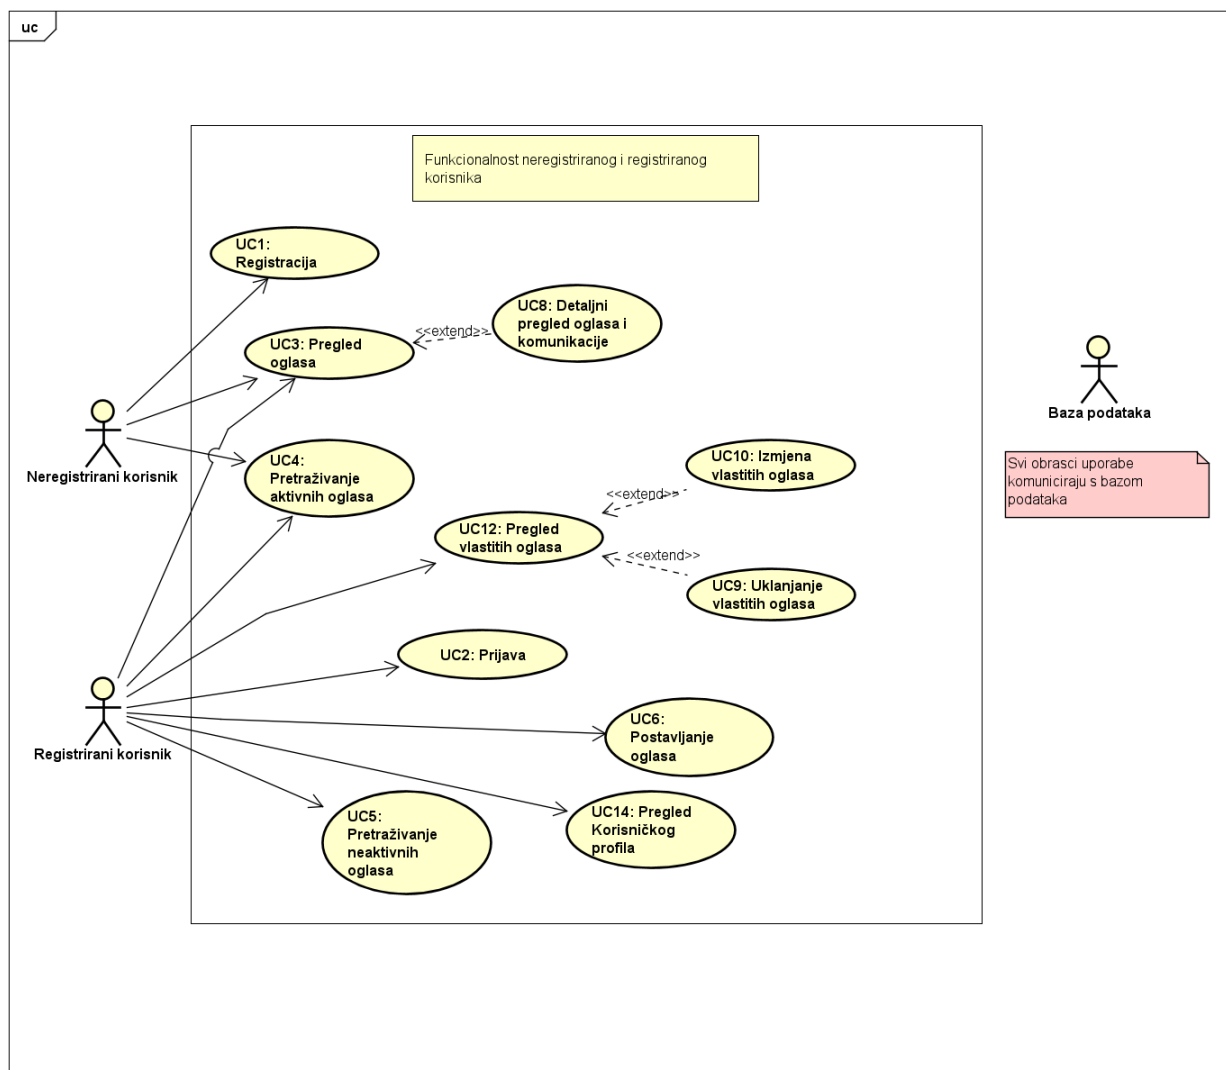 uc
Funkcionalnost neregistriranog i registriranog
korisnika
UC1:
Registracija
UC8: Detaljni
pregled oglasa i
komunikacije
<<extend>>
UC3: Pregled
oglasa
Baza podataka
Neregistrirani korisnik
UC4:
Pretraživanje
aktivnih oglasa
UC10: Izmjena
vlastitih oglasa
Svi obrasci uporabe
komuniciraju s bazom
podataka
<<extend>>
UC12: Pregled
vlastitih oglasa
<<extend>>
UC9: Uklanjanje
vlastitih oglasa
UC2: Prijava
Registrirani korisnik
UC6:
Postavljanje
oglasa
UC5:
Pretraživanje
neaktivnih
oglasa
UC14: Pregled
Korisničkog
profila